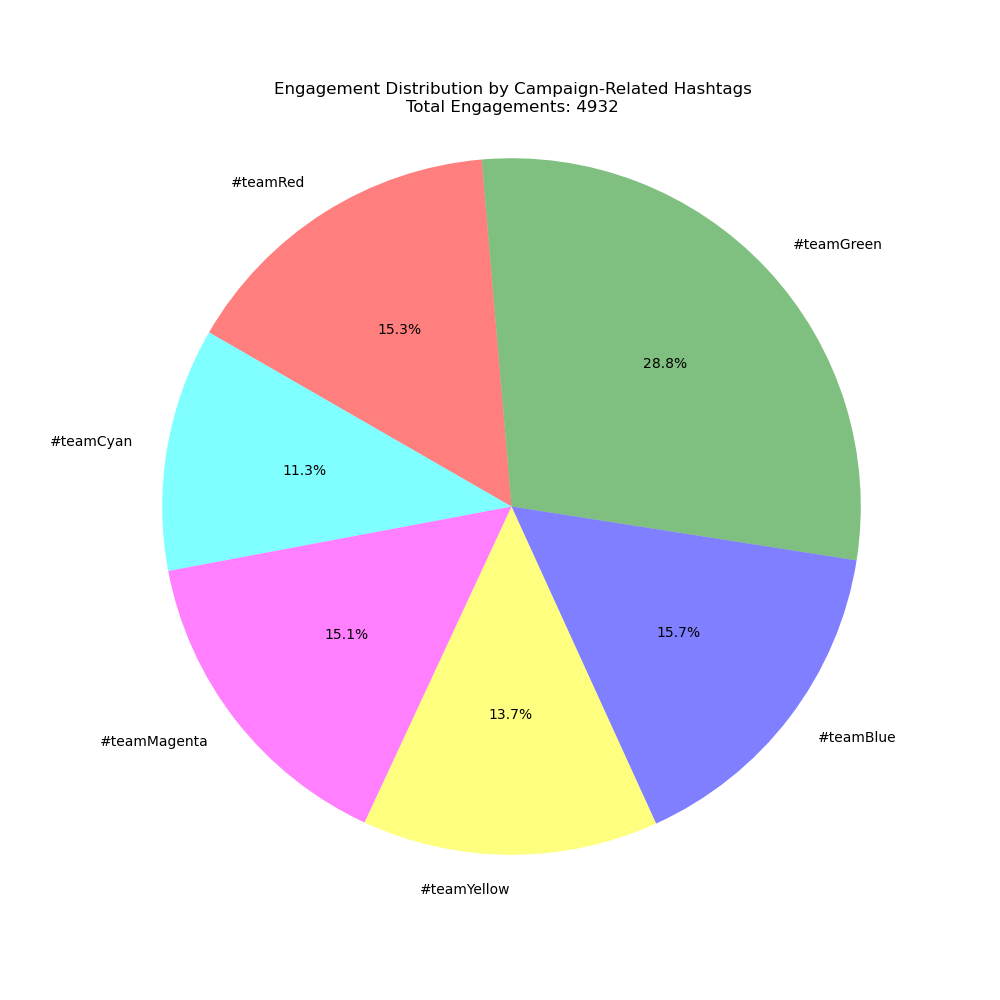 Engagement Distribution by Campaign-Related Hashtags
Total Engagements: 4932
#teamRed
#teamGreen
15.3%
28.8%
#teamCyan
11.3%
15.1%
15.7%
13.7%
#teamMagenta
#teamBlue
#teamYellow